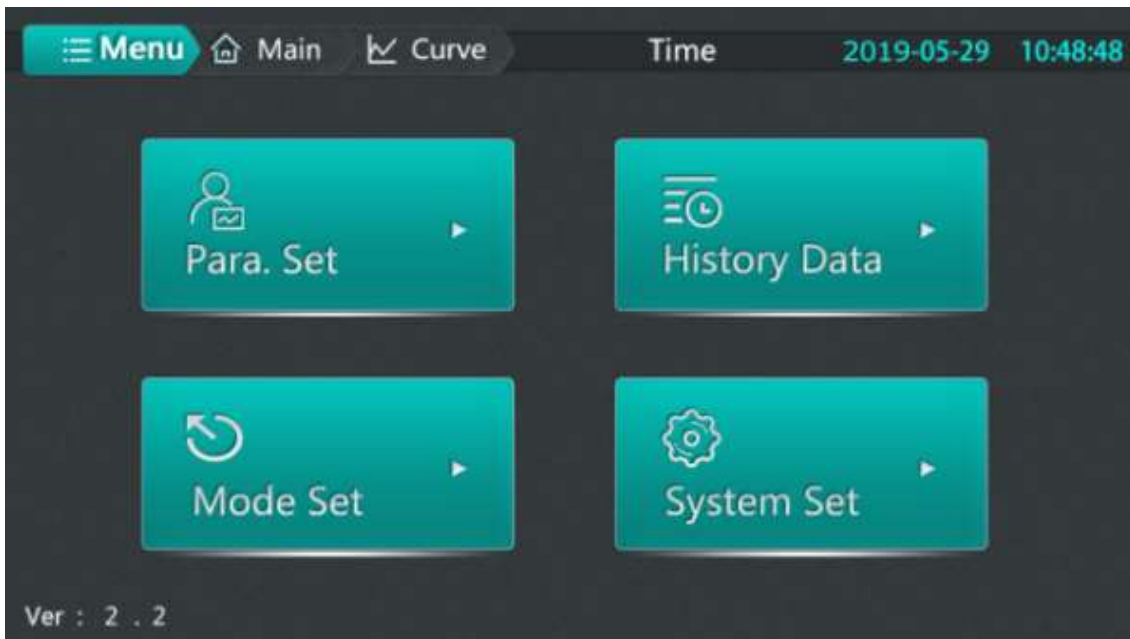 Menu Main Curve Time 2019-05-29 10:48:48
Para. Set
History Data
Mode Set
System Set
Ver : 2 . 2